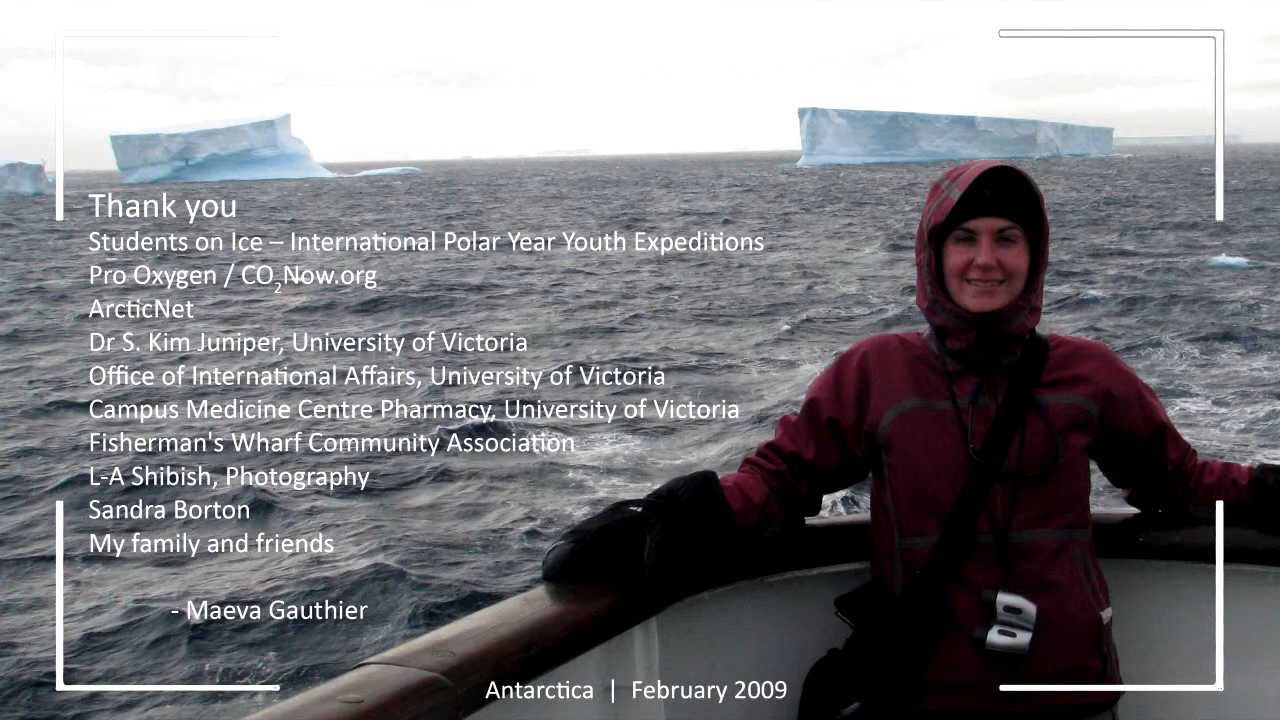 Thank you
Students on Ice – International Polar Year Youth Expeditions
Pro Oxygen / CO₂Now.org
ArcticNet
Dr S. Kim Juniper, University of Victoria
Office of International Affairs, University of Victoria
Campus Medicine Centre Pharmacy, University of Victoria
Fisherman's Wharf Community Association
L-A Shibish, Photography
Sandra Borton
My family and friends
- Maeva Gauthier
Antarctica | February 2009